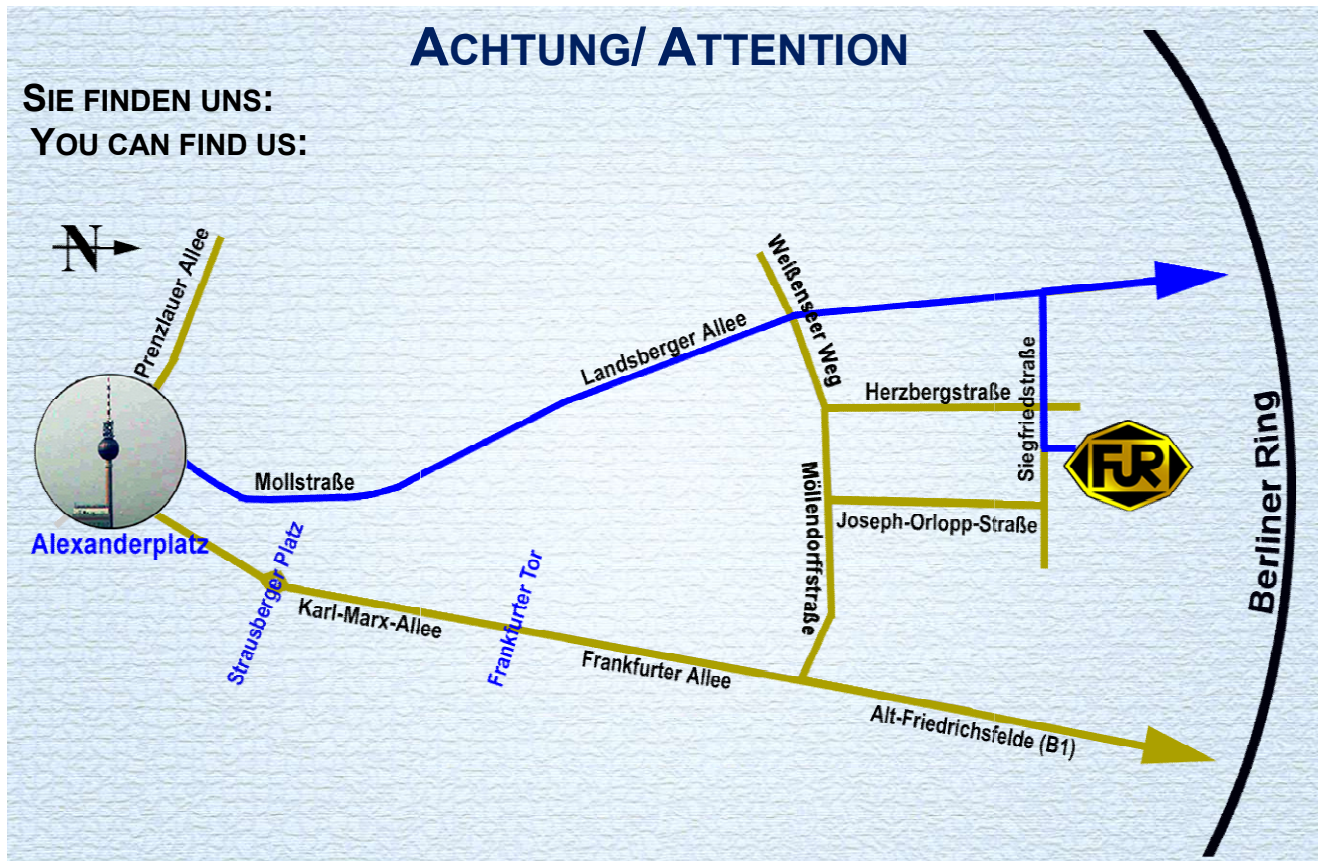 ACHTUNG/ ATTENTION
SIE FINDEN UNS:
YOU CAN FIND US:
N
Prenzlauer Allee
Weißenseer Weg
Landsberger Allee
Herzbergstraße
Siegfriedstraße
FUR
Mollstraße
Möllendorffstraße
Joseph-Orlopp-Straße
Berliner Ring
Alexanderplatz
Strausberger Platz
Karl-Marx-Allee
Frankfurter Tor
Frankfurter Allee
Alt-Friedrichsfelde (B1)